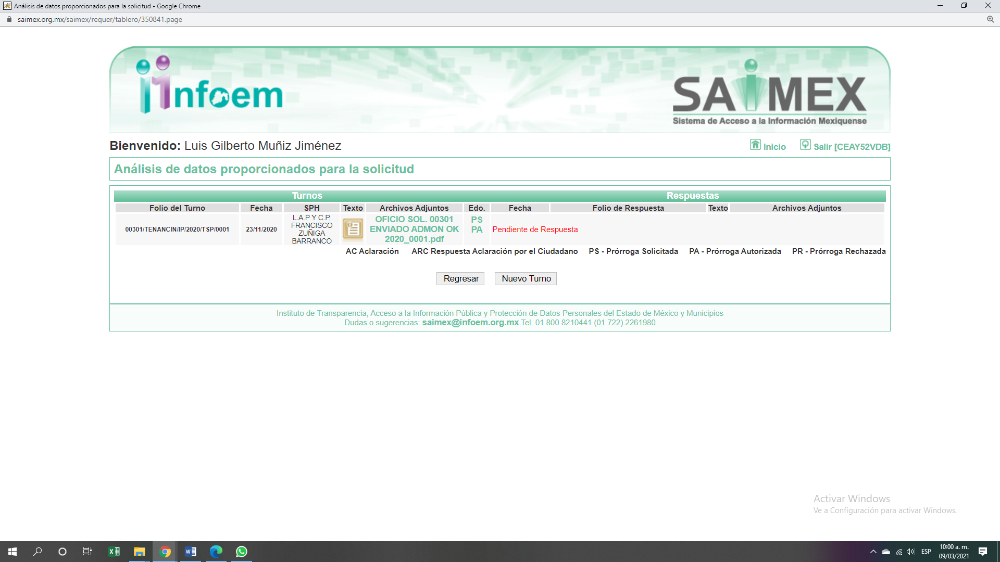 Análisis de datos proporcionados para la solicitud - Google Chrome
saimex.org.mx/saimex/requer/tablero/350841.page
infoem
SAIMEX
Sistema de Acceso a la Información Mexiquense
Bienvenido: Luis Gilberto Muñiz Jiménez
Inicio
Salir [CEAY52VDB]
Análisis de datos proporcionados para la solicitud
Turnos Respuestas
Folio del Turno Fecha SPH Texto Archivos Adjuntos Edo. Fecha Folio de Respuesta Texto Archivos Adjuntos
00301/TENANCIN/IP/2020/TSP/0001
23/11/2020
L.A.P Y C.P.
FRANCISCO
ZUÑIGA
BARRANCO
OFICIO SOL. 00301
ENVIADO ADMON OK
2020_0001.pdf
PS
PA
Pendiente de Respuesta
AC Aclaración ARC Respuesta Aclaración por el Ciudadano PS - Prórroga Solicitada PA - Prórroga Autorizada PR - Prórroga Rechazada
Regresar
Nuevo Turno
Instituto de Transparencia, Acceso a la Información Pública y Protección de Datos Personales del Estado de México y Municipios
Dudas o sugerencias: saimex@infoem.org.mx Tel. 01 800 8210441 (01 722) 2261980
Activar Windows
Ve a Configuración para activar Windows.
ESP
10:00 a. m.
09/03/2021